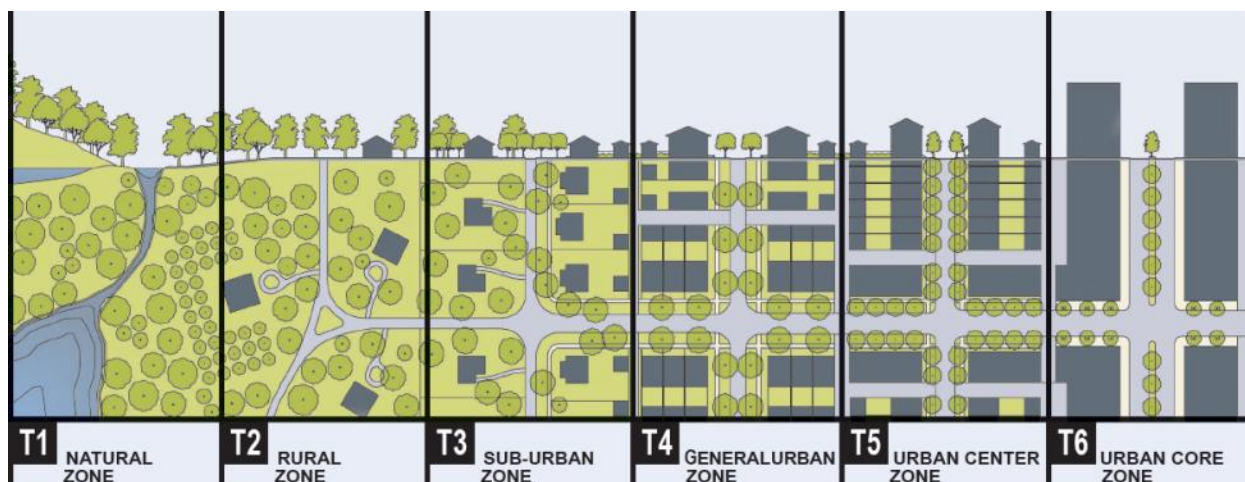 T1 NATURAL
ZONE
T2 RURAL
ZONE
T3 SUB-URBAN
ZONE
T4 GENERALURBAN
ZONE
T5 URBAN CENTER
ZONE
T6 URBAN CORE
ZONE